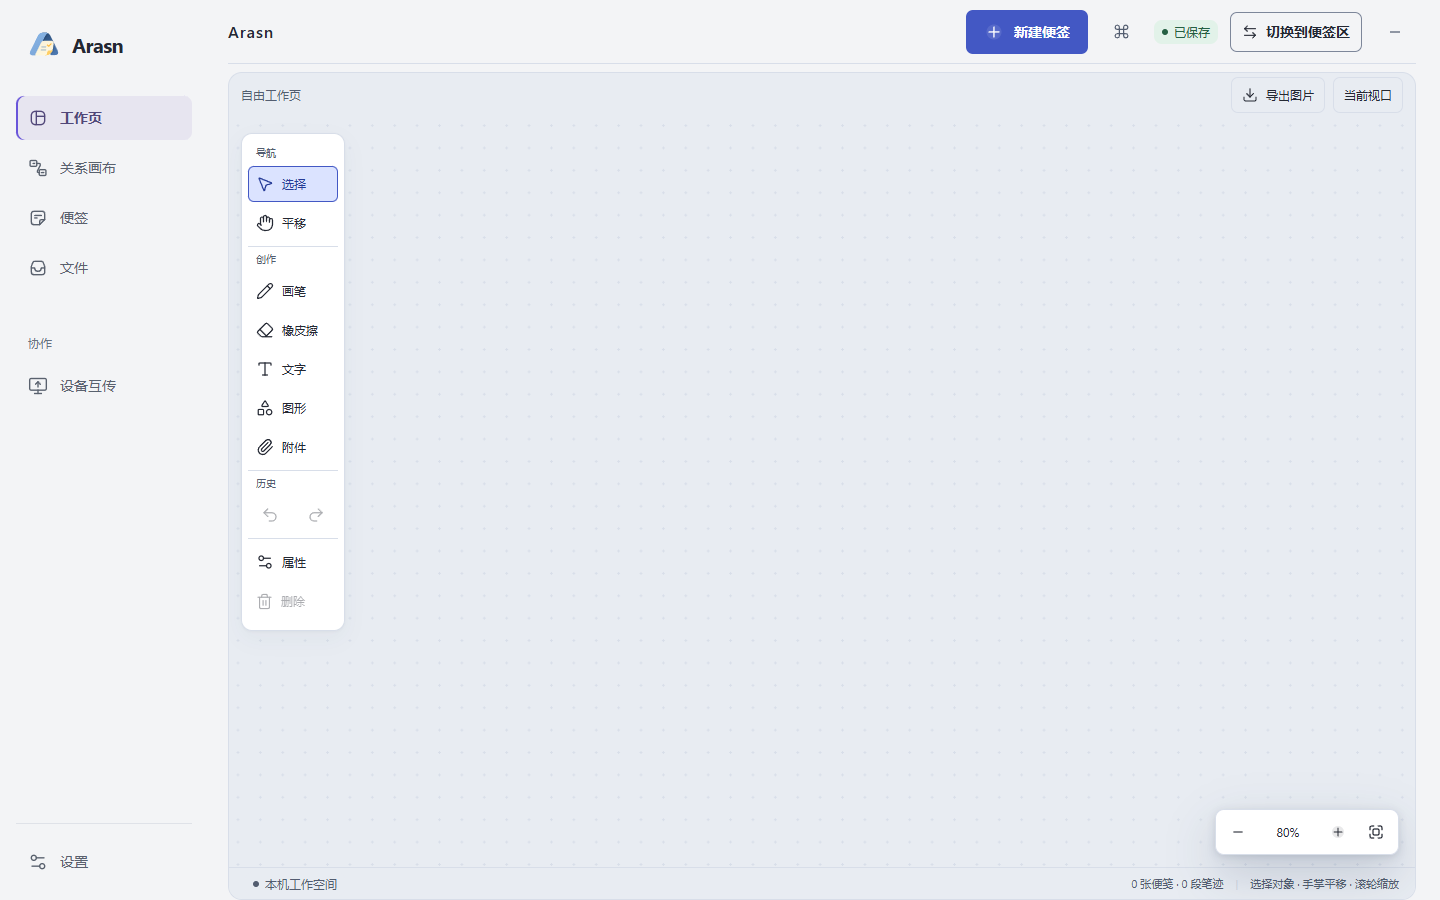 Arasn
工作页
关系画布
便签
文件
协作
设备互传
设置
Arasn
新建便签
已保存
切换到便签区
自由工作页
导出图片
当前视口
导航
选择
平移
创作
画笔
橡皮擦
文字
图形
附件
历史
属性
删除
80%
本机工作空间
0 张便笺 · 0 段笔迹
选择对象 · 手掌平移 · 滚轮缩放